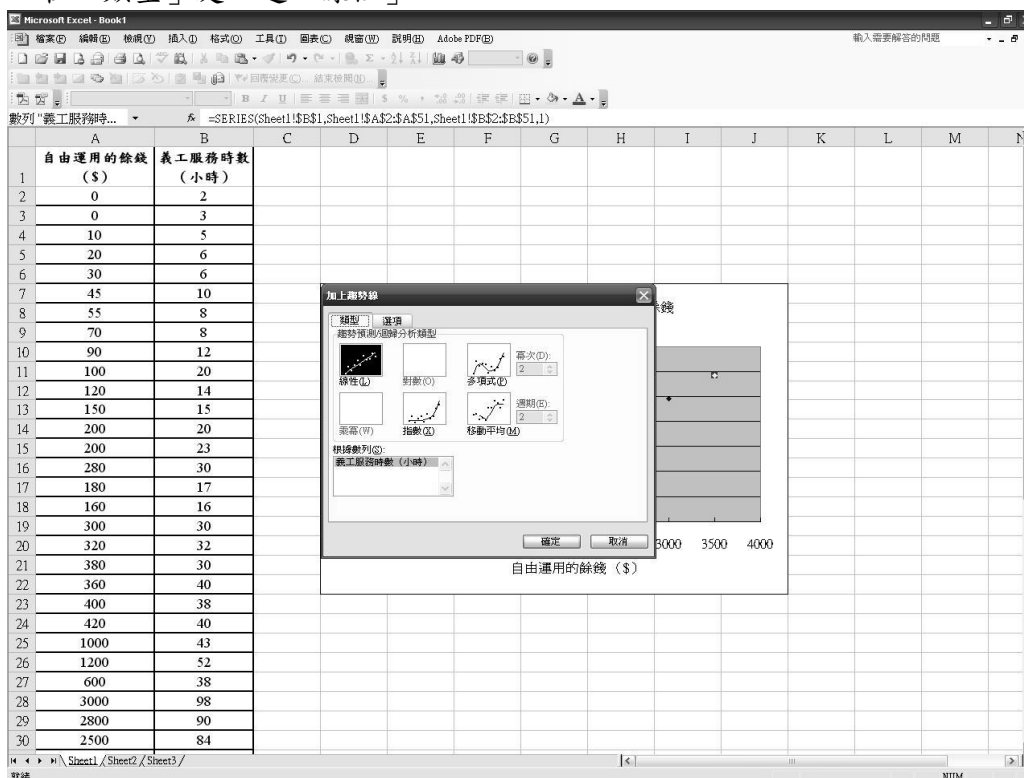 Microsoft Excel - Book1
檔案(F) 編輯(E) 檢視(V) 插入(I) 格式(O) 工具(T) 圖表(C) 視窗(W) 說明(H) Adobe PDF(B) 輸入需要解答的問題
回覆變更(C)... 結束檢閱(N)...
數列 "義工服務時... =SERIES(Sheet1!$B$1,Sheet1!$A$2:$A$51,Sheet1!$B$2:$B$51,1)
A B C D E F G H I J K L M N
1 自由運用的餘錢($) 義工服務時數(小時)
2 0 2
3 0 3
4 10 5
5 20 6
6 30 6
7 45 10
8 55 8
9 70 8
10 90 12
11 100 20
12 120 14
13 150 15
14 200 20
15 200 23
16 280 30
17 180 17
18 160 16
19 300 30
20 320 32
21 380 30
22 360 40
23 400 38
24 420 40
25 1000 43
26 1200 52
27 600 38
28 3000 98
29 2800 90
30 2500 84
加上趨勢線
類型 選項
趨勢預測/迴歸分析類型
線性(L) 對數(O) 多項式(P) 冪次(D): 2
乘冪(W) 指數(X) 移動平均(M) 週期(E): 2
根據數列(S):
義工服務時數(小時)
確定 取消
3000 3500 4000
自由運用的餘錢($)
Sheet1 Sheet2 Sheet3
就緒 NUM